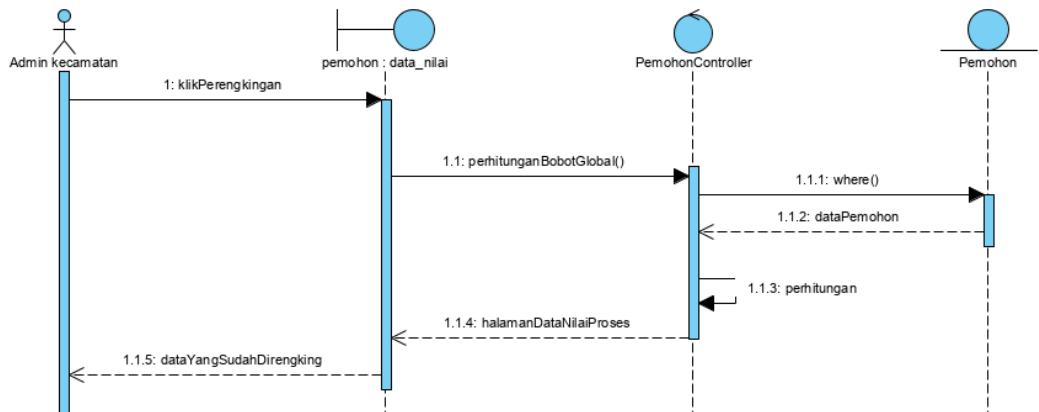 Admin kecamatan
pemohon : data_nilai
PemohonController
Pemohon
1: klikPerengkingan
1.1: perhitunganBobotGlobal()
1.1.1: where()
1.1.2: dataPemohon
1.1.3: perhitungan
1.1.4: halamanDataNilaiProses
1.1.5: dataYangSudahDirengking